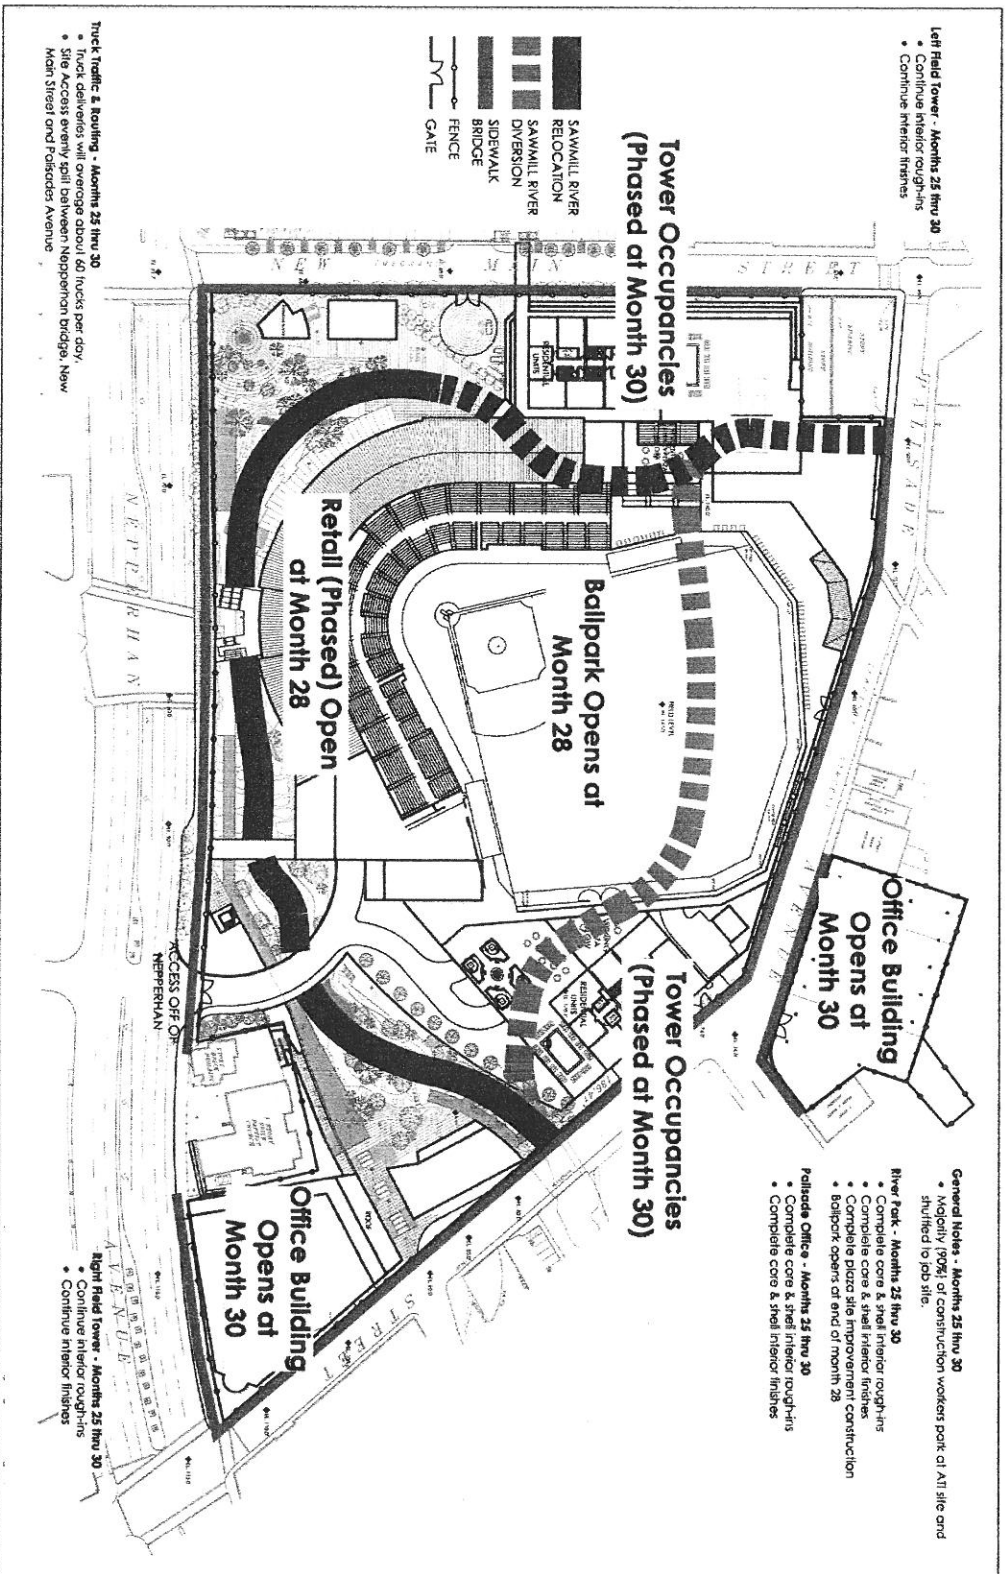 Left Field Tower - Months 25 thru 30
• Continue interior rough-ins
• Continue interior finishes
General Notes - Months 25 thru 30
• Majority (90%) of construction workers park at ATI site and
shuttled to job site.
River Park - Months 25 thru 30
• Complete core & shell interior rough-ins
• Complete core & shell interior finishes
• Complete plaza site improvement construction
• Ballpark opens at end of month 28
Palisade Office - Months 25 thru 30
• Complete core & shell interior rough-ins
• Complete core & shell interior finishes
Tower Occupancies
(Phased at Month 30)
SAWMILL RIVER
RELOCATION
SAWMILL RIVER
DIVERSION
SIDEWALK
BRIDGE
FENCE
GATE
NEW MAIN STREET
PALISADE
AVENUE
RESIDENTIAL
UNITS
Office Building
Opens at
Month 30
Ballpark Opens at
Month 28
FIELD LEVEL
Retail (Phased) Open
at Month 28
Tower Occupancies
(Phased at Month 30)
RESIDENTIAL
UNITS
Office Building
Opens at
Month 30
STREET
NEPPERHAN
AVENUE
ACCESS OFF OF
NEPPERHAN
Truck Traffic & Routing - Months 25 thru 30
• Truck deliveries will average about 60 trucks per day.
• Site Access evenly split between Nepperhan bridge, New
Main Street and Palisades Avenue
Right Field Tower - Months 25 thru 30
• Continue interior rough-ins
• Continue interior finishes